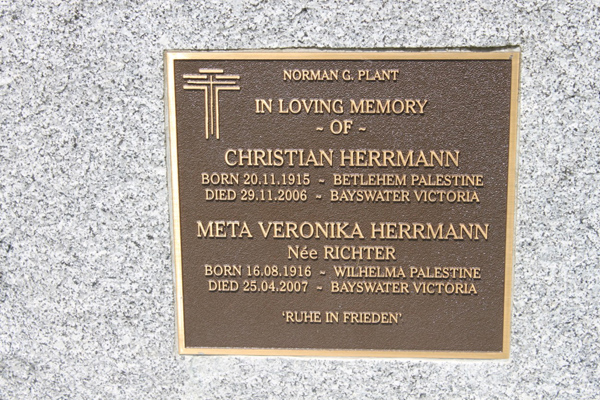 NORMAN G. PLANT
IN LOVING MEMORY
~ OF ~
CHRISTIAN HERRMANN
BORN 20.11.1915 ~ BETLEHEM PALESTINE
DIED 29.11.2006 ~ BAYSWATER VICTORIA
META VERONIKA HERRMANN
Née RICHTER
BORN 16.08.1916 ~ WILHELMA PALESTINE
DIED 25.04.2007 ~ BAYSWATER VICTORIA
'RUHE IN FRIEDEN'